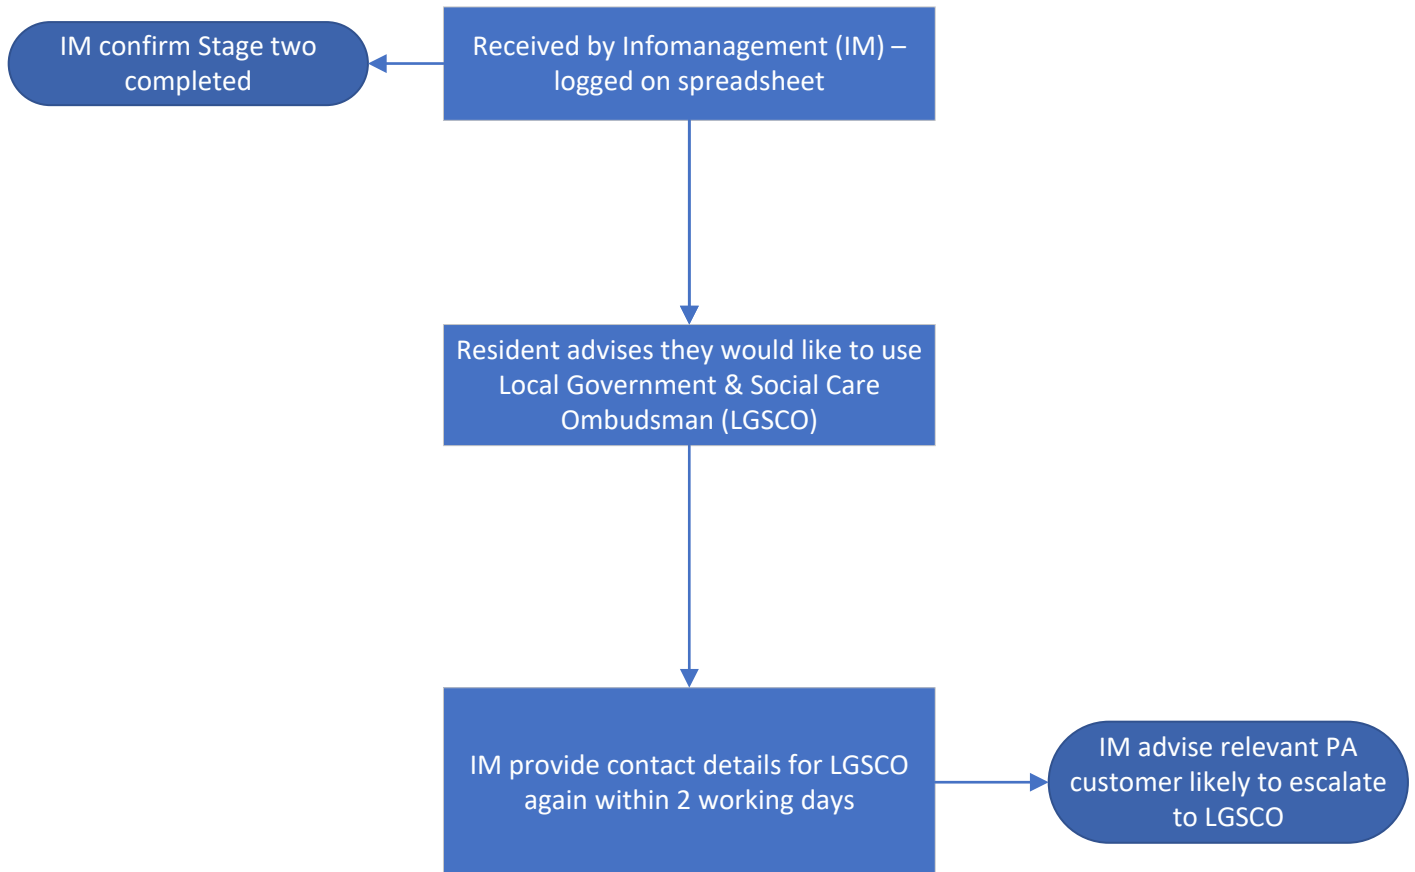 IM confirm Stage two
completed
Received by Infomanagement (IM) –
logged on spreadsheet
Resident advises they would like to use
Local Government & Social Care
Ombudsman (LGSCO)
IM provide contact details for LGSCO
again within 2 working days
IM advise relevant PA
customer likely to escalate
to LGSCO